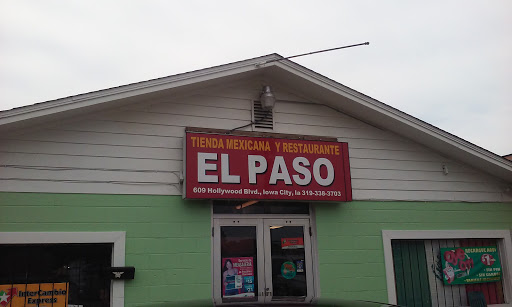 TIENDA MEXICANA Y RESTAURANTE
EL PASO
609 Hollywood Blvd., Iowa City, Ia 319-338-3703
InterCambio
Express